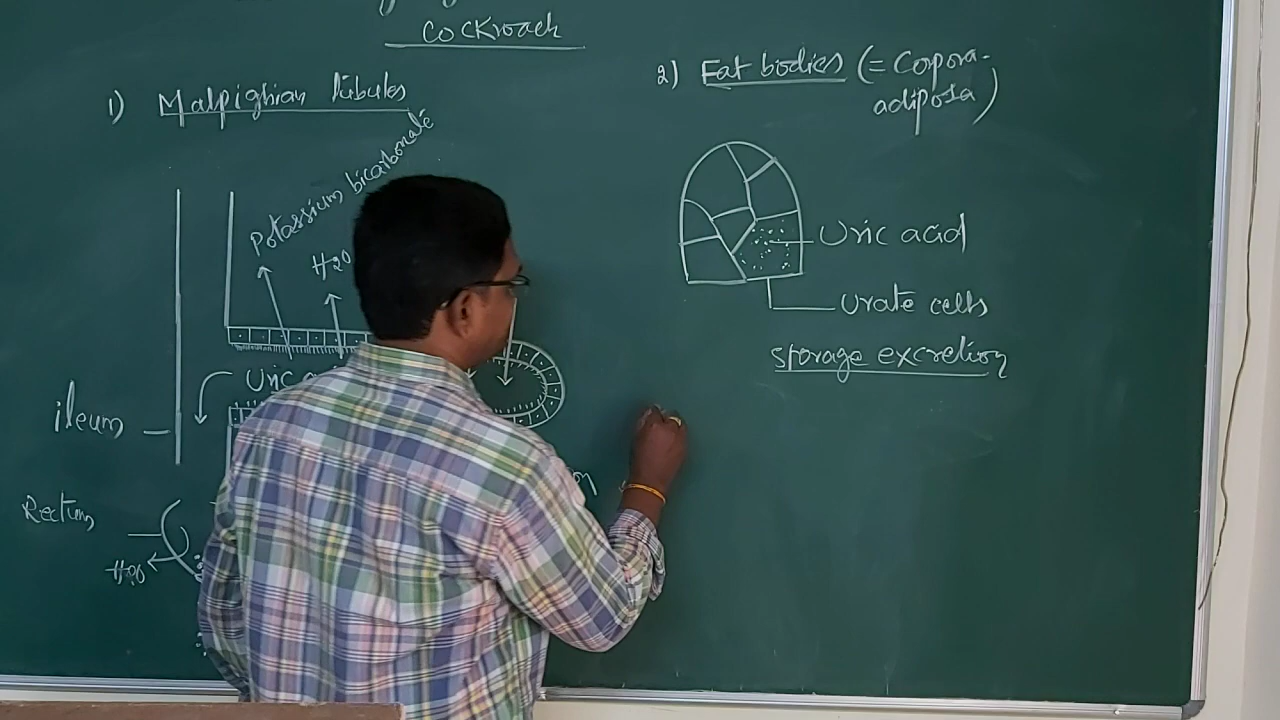 Cockroach
1) Malpighian tubules
Potassium bicarbonate
H2O
Uric a
ileum
Rectum
H2O
2) Fat bodies (= Corpora-
adiposa)
Uric acid
Urate cells
storage excretion